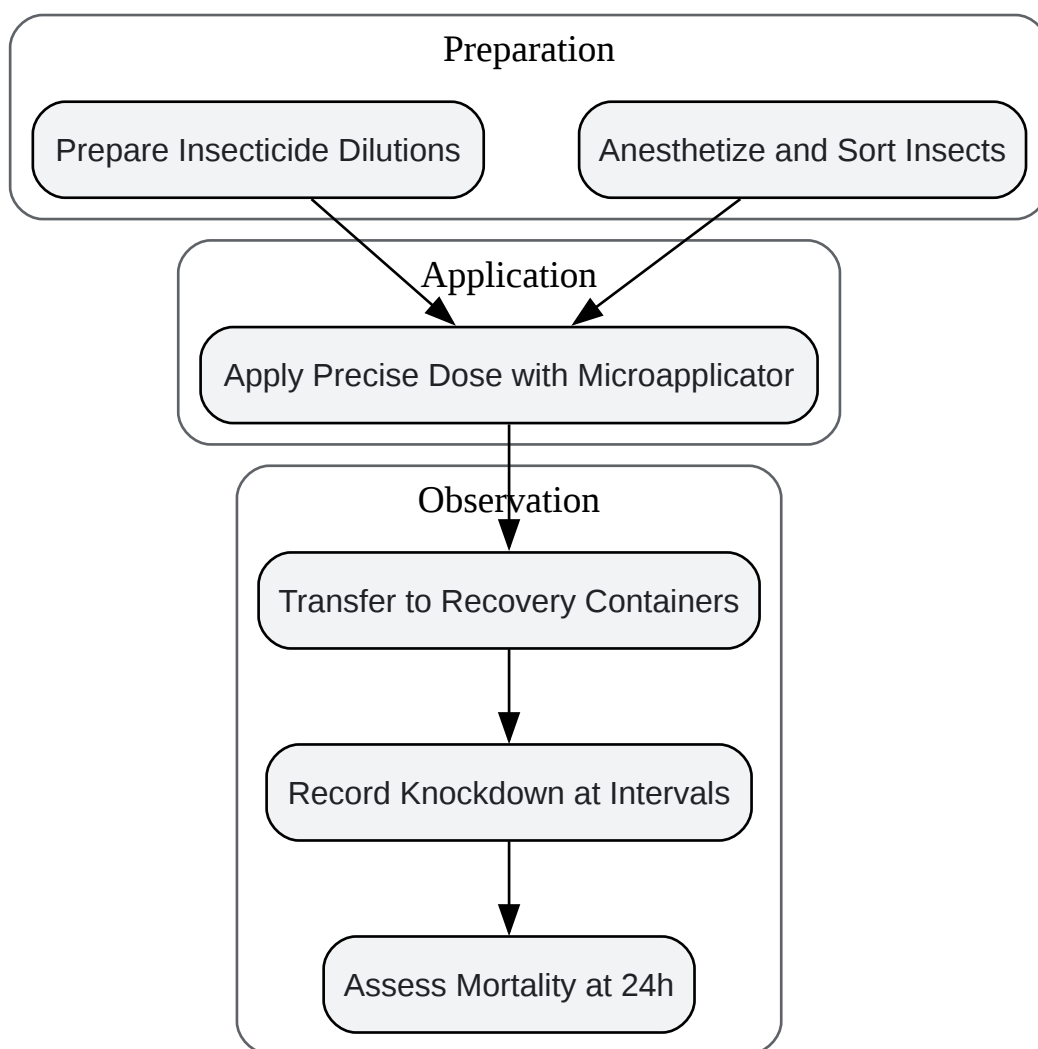 Preparation
Prepare Insecticide Dilutions
Anesthetize and Sort Insects
Application
Apply Precise Dose with Microapplicator
Observation
Transfer to Recovery Containers
Record Knockdown at Intervals
Assess Mortality at 24h